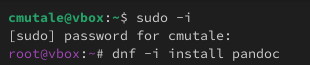 cmutale@vbox:~$ sudo -i
[sudo] password for cmutale:
root@vbox:~# dnf -i install pandoc